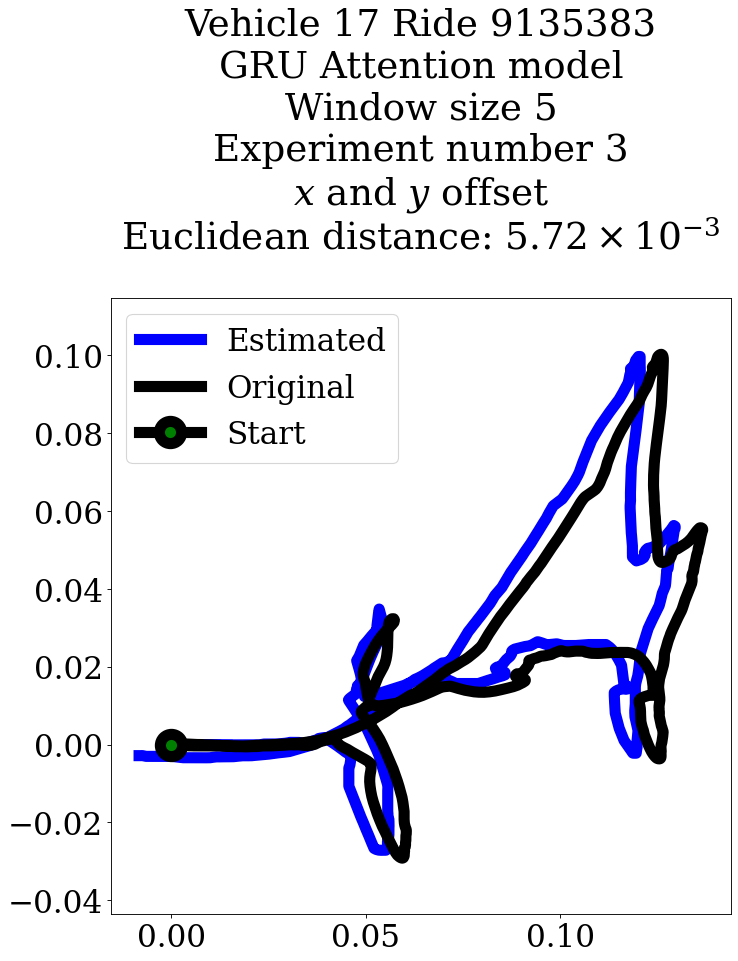 Vehicle 17 Ride 9135383
GRU Attention model
Window size 5
Experiment number 3
x and y offset
Euclidean distance: 5.72 × 10⁻³
Estimated
Original
Start
0.10
0.08
0.06
0.04
0.02
0.00
−0.02
−0.04
0.00 0.05 0.10